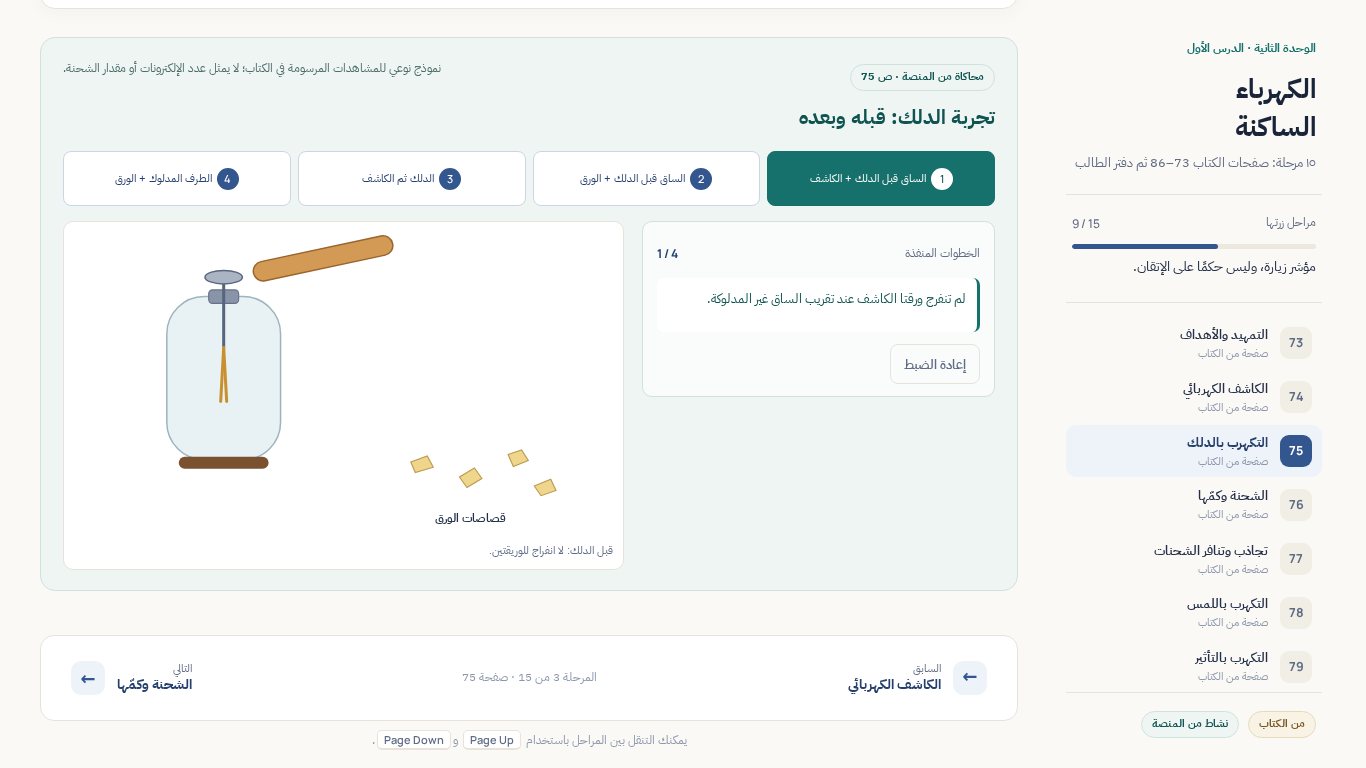 الوحدة الثانية · الدرس الأول
الكهرباء
الساكنة
١٥ مرحلة: صفحات الكتاب 73–86 ثم دفتر الطالب
مراحل زرتها
9 / 15
مؤشر زيارة، وليس حكمًا على الإتقان.
73
التمهيد والأهداف
صفحة من الكتاب
74
الكاشف الكهربائي
صفحة من الكتاب
75
التكهرب بالدلك
صفحة من الكتاب
76
الشحنة وكمّها
صفحة من الكتاب
77
تجاذب وتنافر الشحنات
صفحة من الكتاب
78
التكهرب باللمس
صفحة من الكتاب
79
التكهرب بالتأثير
صفحة من الكتاب
من الكتاب
نشاط من المنصة
محاكاة من المنصة · ص 75
نموذج نوعي للمشاهدات المرسومة في الكتاب؛ لا يمثل عدد الإلكترونات أو مقدار الشحنة.
تجربة الدلك: قبله وبعده
1 الساق قبل الدلك + الكاشف
2 الساق قبل الدلك + الورق
3 الدلك ثم الكاشف
4 الطرف المدلوك + الورق
الخطوات المنفذة
1 / 4
لم تنفرج ورقتا الكاشف عند تقريب الساق غير المدلوكة.
إعادة الضبط
قصاصات الورق
قبل الدلك: لا انفراج للوريقتين.
←
السابق
الكاشف الكهربائي
المرحلة 3 من 15 · صفحة 75
التالي
الشحنة وكمّها
←
يمكنك التنقل بين المراحل باستخدام Page Up و Page Down .